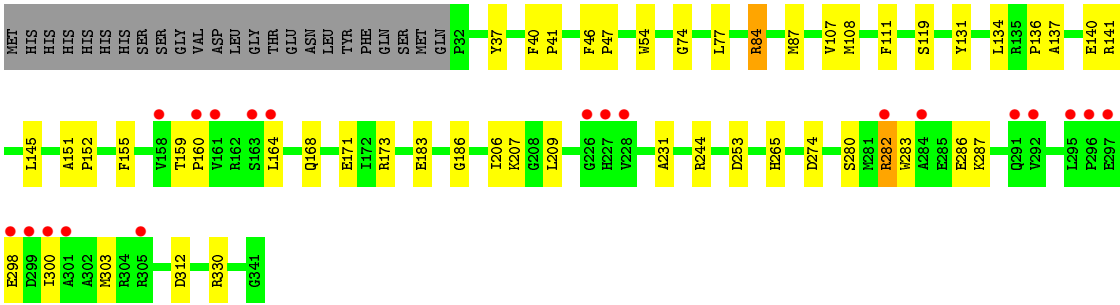 MET HIS HIS HIS HIS HIS HIS SER SER GLY VAL ASP LEU GLY THR GLU ASN LEU TYR PHE GLN SER MET GLN P32 Y37 F40 P41 F46 P47 W54 G74 L77 R84 M87 V107 M108 F111 S119 Y131 L134 R135 P136 A137 E140 R141
L145 A151 P152 F155 V158 T159 P160 V161 R162 S163 L164 Q168 E171 I172 R173 E183 G186 I206 K207 G208 L209 G226 H227 V228 A231 R244 D253 H265 D274 S280 M281 R282 W283 A284 E285 E286 K287 Q291 V292 L295 P296 E297
E298 D299 I300 A301 A302 M303 R304 R305 D312 R330 G341